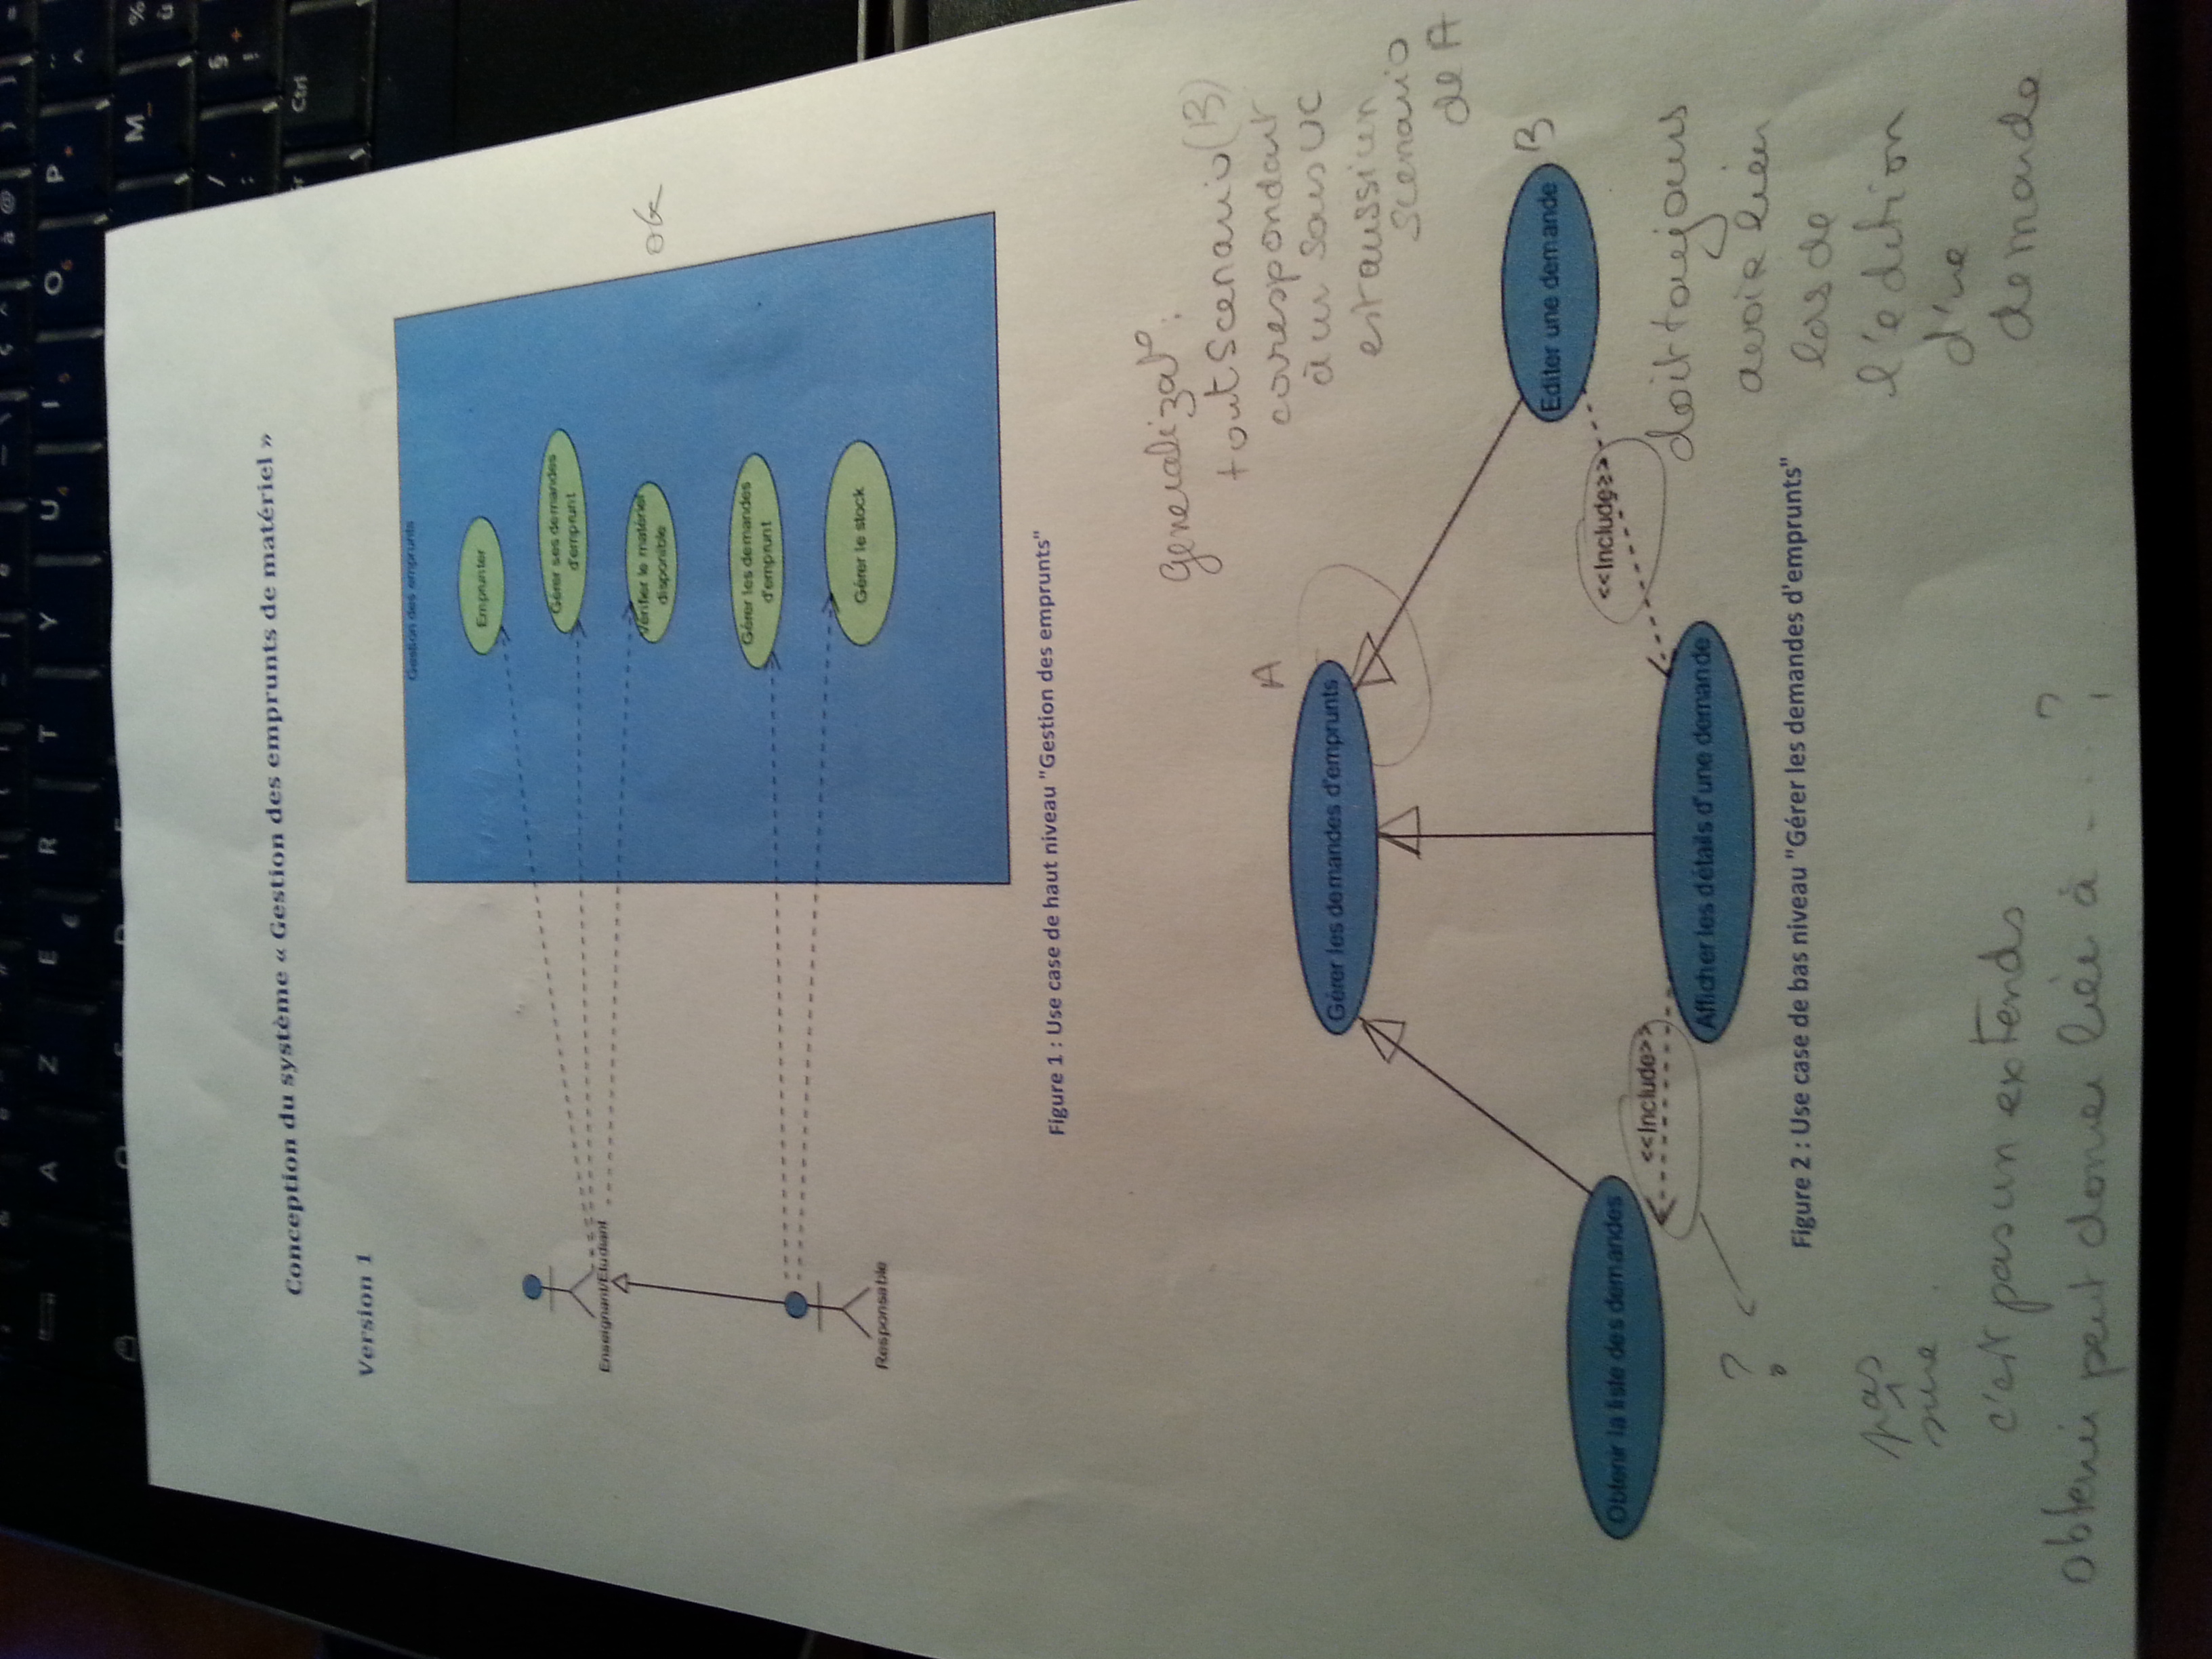 A Z E R T Y U I O P
M
Ctrl
Conception du système « Gestion des emprunts de matériel »
Version 1
Gestion des emprunts
Emprunter
Gérer ses demandes
d'emprunt
Enseignant/Etudiant
Vérifier le matériel
disponible
ok
Gérer les demandes
d'emprunt
Gérer le stock
Responsable
Figure 1 : Use case de haut niveau "Gestion des emprunts"
Generalizat° :
tout Scenario (B)
correspondant
à un sous UC
est aussi un
scenario
de A
A
Gérer les demandes d'emprunts
Editer une demande
B
<<Include>>
Obtenir la liste des demandes
<<Include>>
Afficher les détails d'une demande
?
doit toujours
avoir lieu
lors de
l'edition
d'une
demande
Figure 2 : Use case de bas niveau "Gérer les demandes d'emprunts"
pas
sûre
c'est pas un extends
obtenir peut donner lieu à .... ?